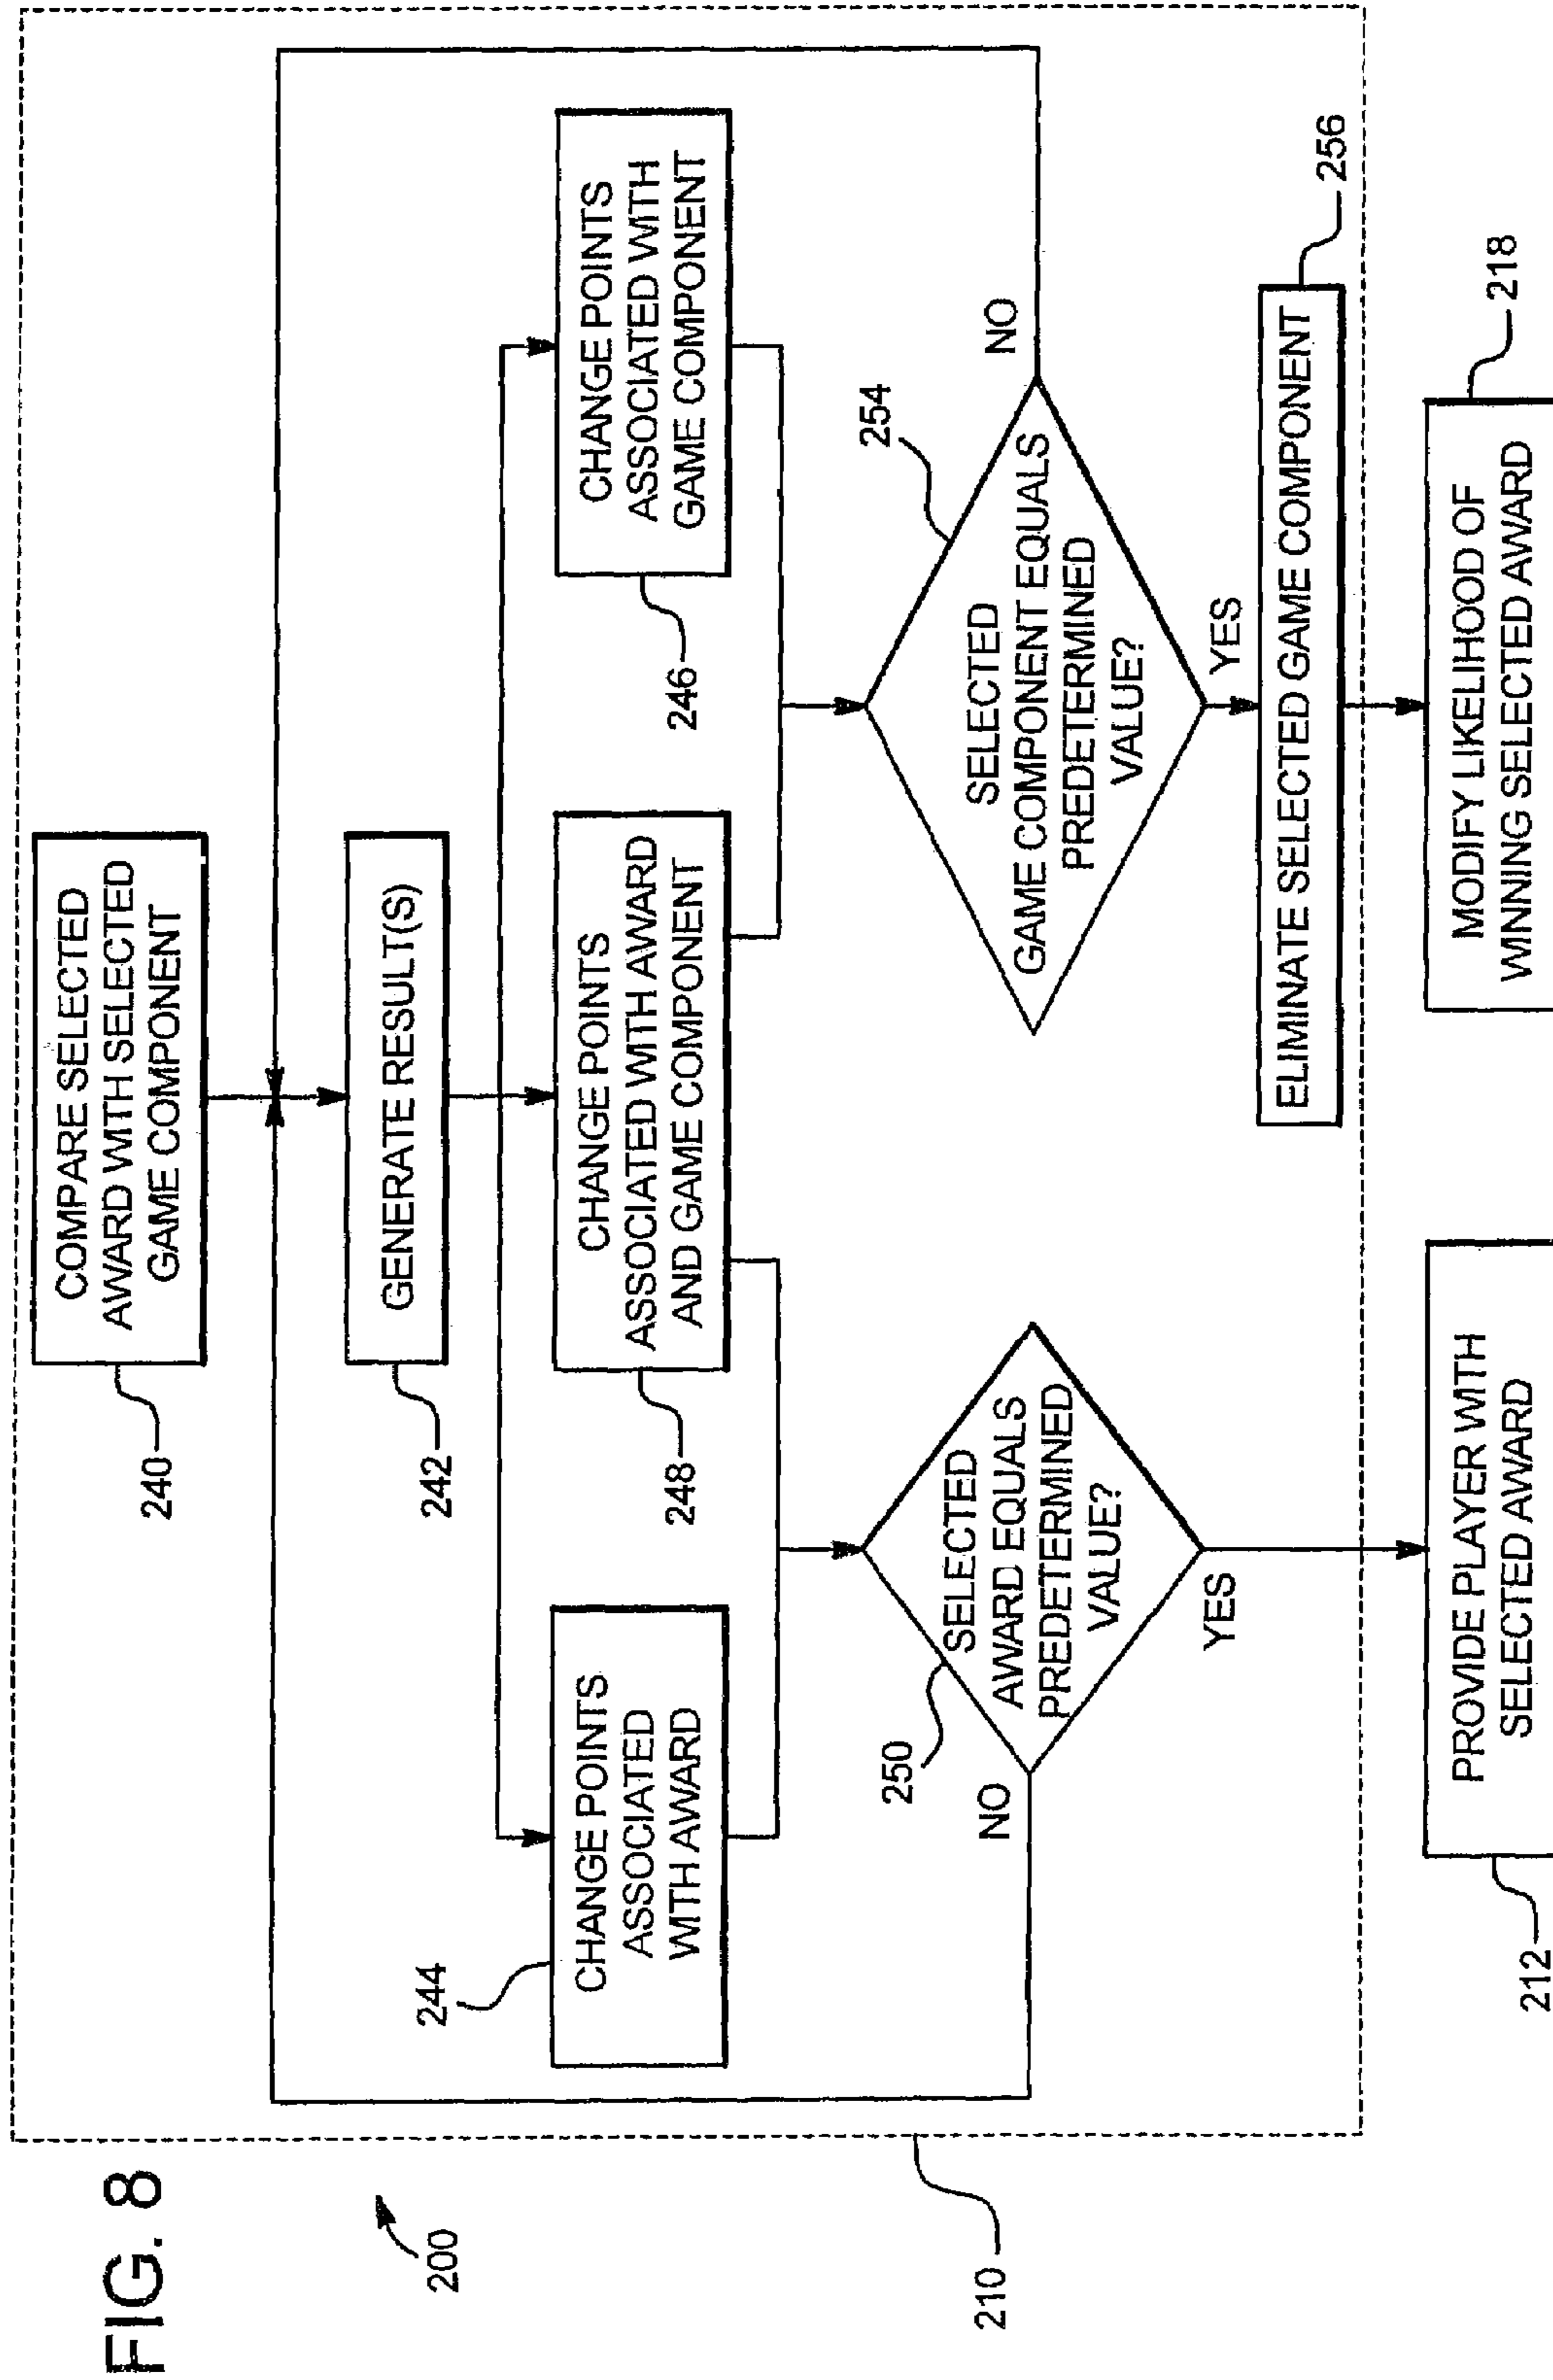 FIG. 8
200
210
240
COMPARE SELECTED
AWARD WITH SELECTED
GAME COMPONENT
242
GENERATE RESULT(S)
244
CHANGE POINTS
ASSOCIATED
WITH AWARD
248
CHANGE POINTS
ASSOCIATED WITH AWARD
AND GAME COMPONENT
246
CHANGE POINTS
ASSOCIATED WITH
GAME COMPONENT
250
SELECTED
AWARD EQUALS
PREDETERMINED
VALUE?
NO
YES
254
SELECTED
GAME COMPONENT EQUALS
PREDETERMINED
VALUE?
NO
YES
ELIMINATE SELECTED GAME COMPONENT
256
212
PROVIDE PLAYER WITH
SELECTED AWARD
MODIFY LIKELIHOOD OF
WINNING SELECTED AWARD
218